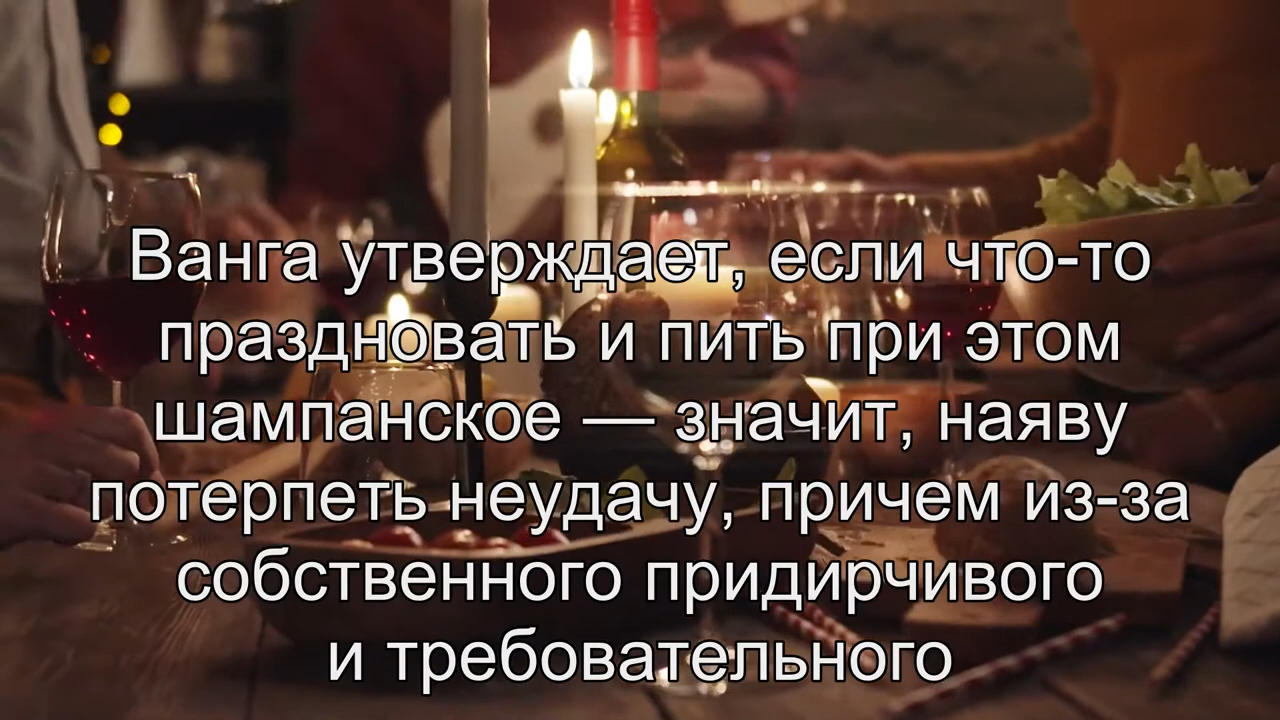 Ванга утверждает, если что-то
праздновать и пить при этом
шампанское — значит, наяву
потерпеть неудачу, причем из-за
собственного придирчивого
и требовательного